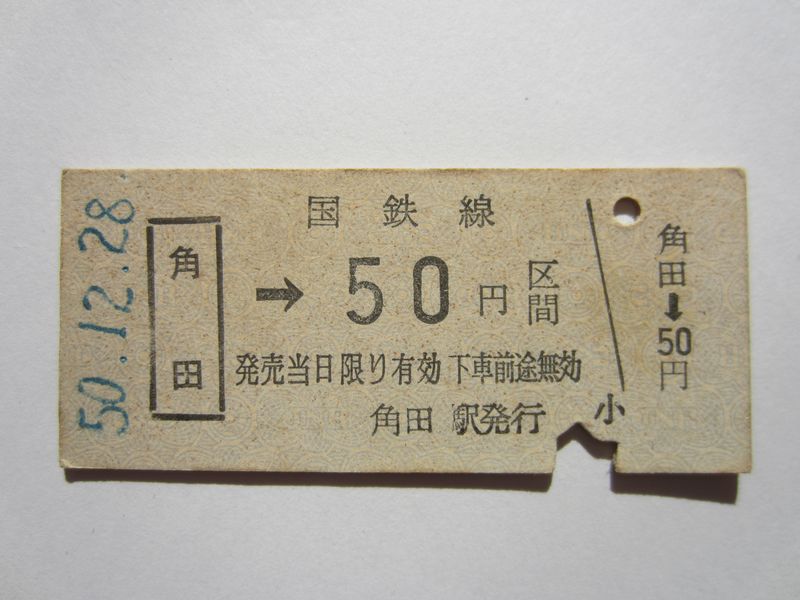 50.12.28
角田
国鉄線
→50円区間
発売当日限り有効 下車前途無効
角田駅発行
小
角田➡50円